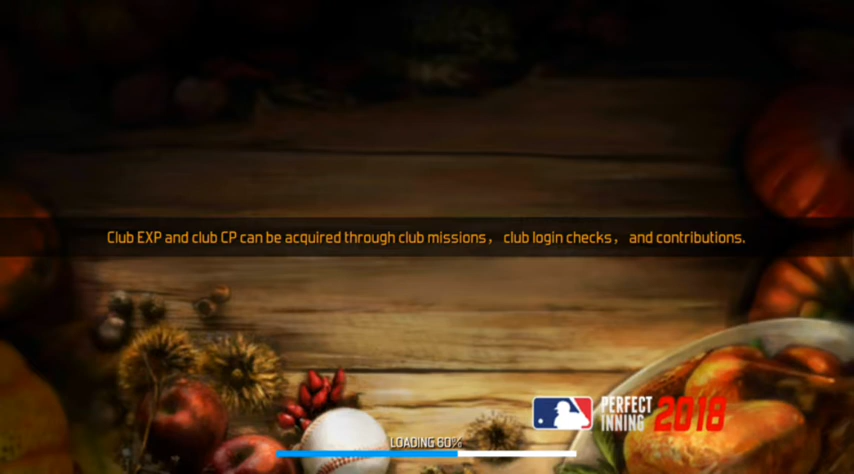 Club EXP and club CP can be acquired through club missions, club login checks, and contributions.
PERFECT
INNING 2018
LOADING 60%